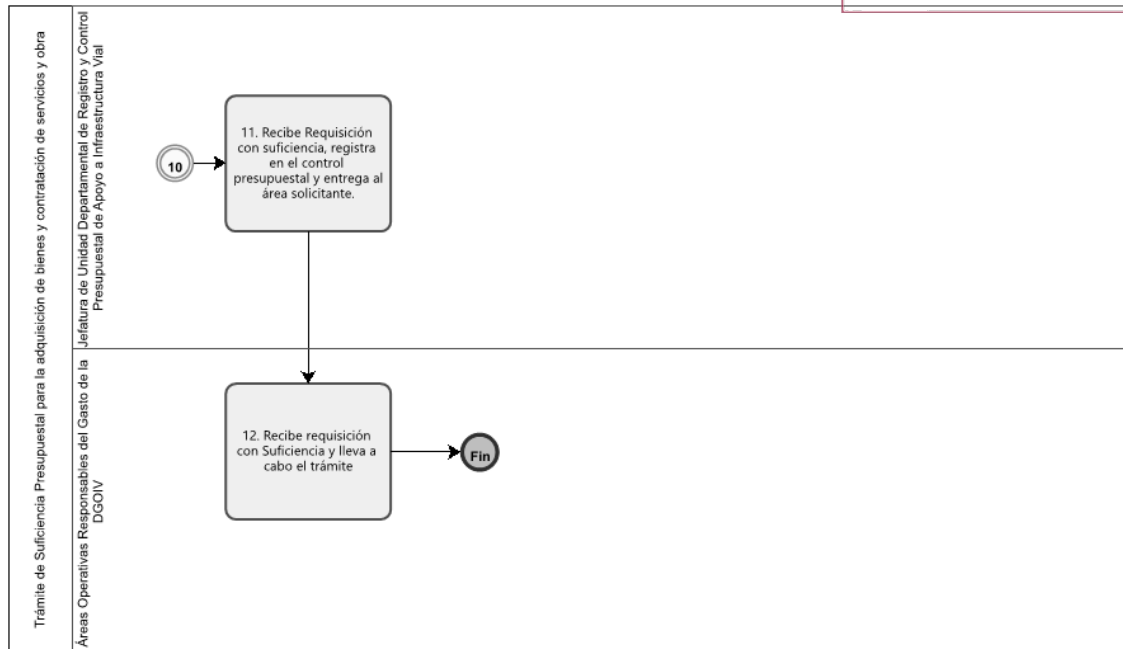 Trámite de Suficiencia Presupuestal para la adquisición de bienes y contratación de servicios y obra
Jefatura de Unidad Departamental de Registro y Control
Presupuestal de Apoyo a Infraestructura Vial
10
11. Recibe Requisición
con suficiencia, registra
en el control
presupuestal y entrega al
área solicitante.
Áreas Operativas Responsables del Gasto de la
DGOIV
12. Recibe requisición
con Suficiencia y lleva a
cabo el trámite
Fin